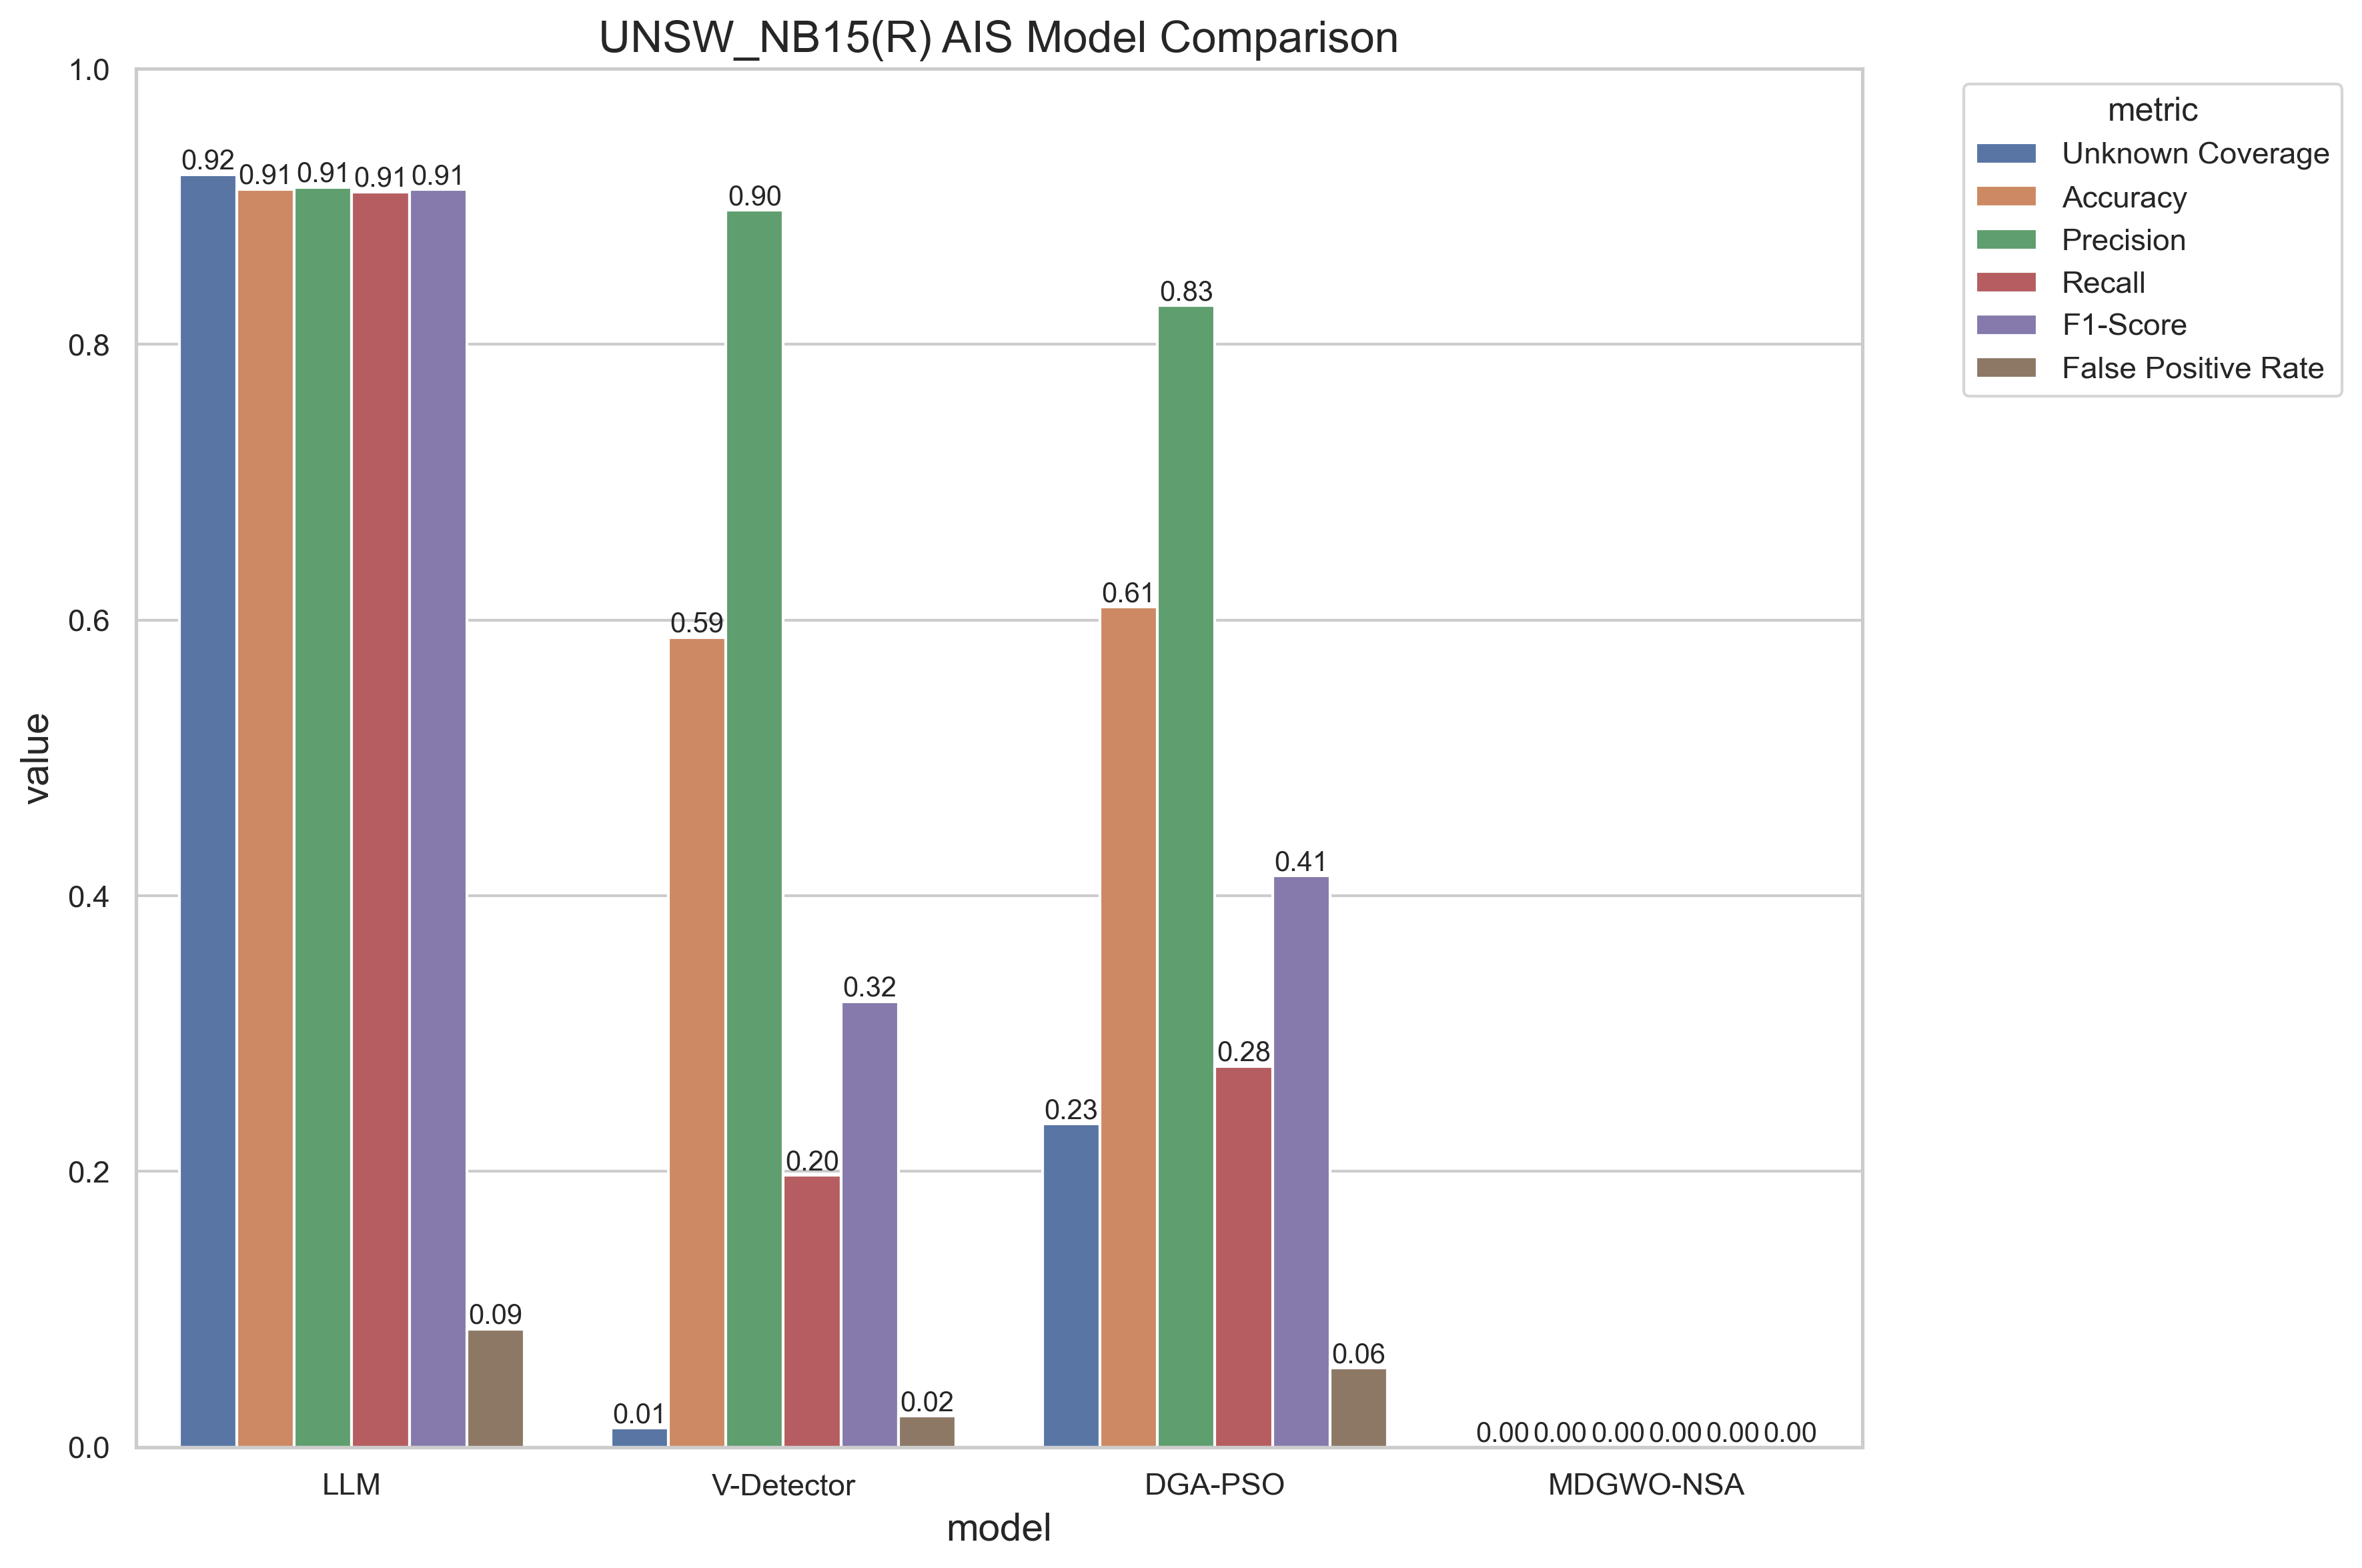 UNSW_NB15(R) AIS Model Comparison
1.0
0.8
0.6
0.4
0.2
0.0
value
0.92
0.91
0.91
0.91
0.91
0.09
0.01
0.59
0.90
0.20
0.32
0.02
0.23
0.61
0.83
0.28
0.41
0.06
0.00
0.00
0.00
0.00
0.00
0.00
LLM
V-Detector
DGA-PSO
MDGWO-NSA
model
metric
Unknown Coverage
Accuracy
Precision
Recall
F1-Score
False Positive Rate